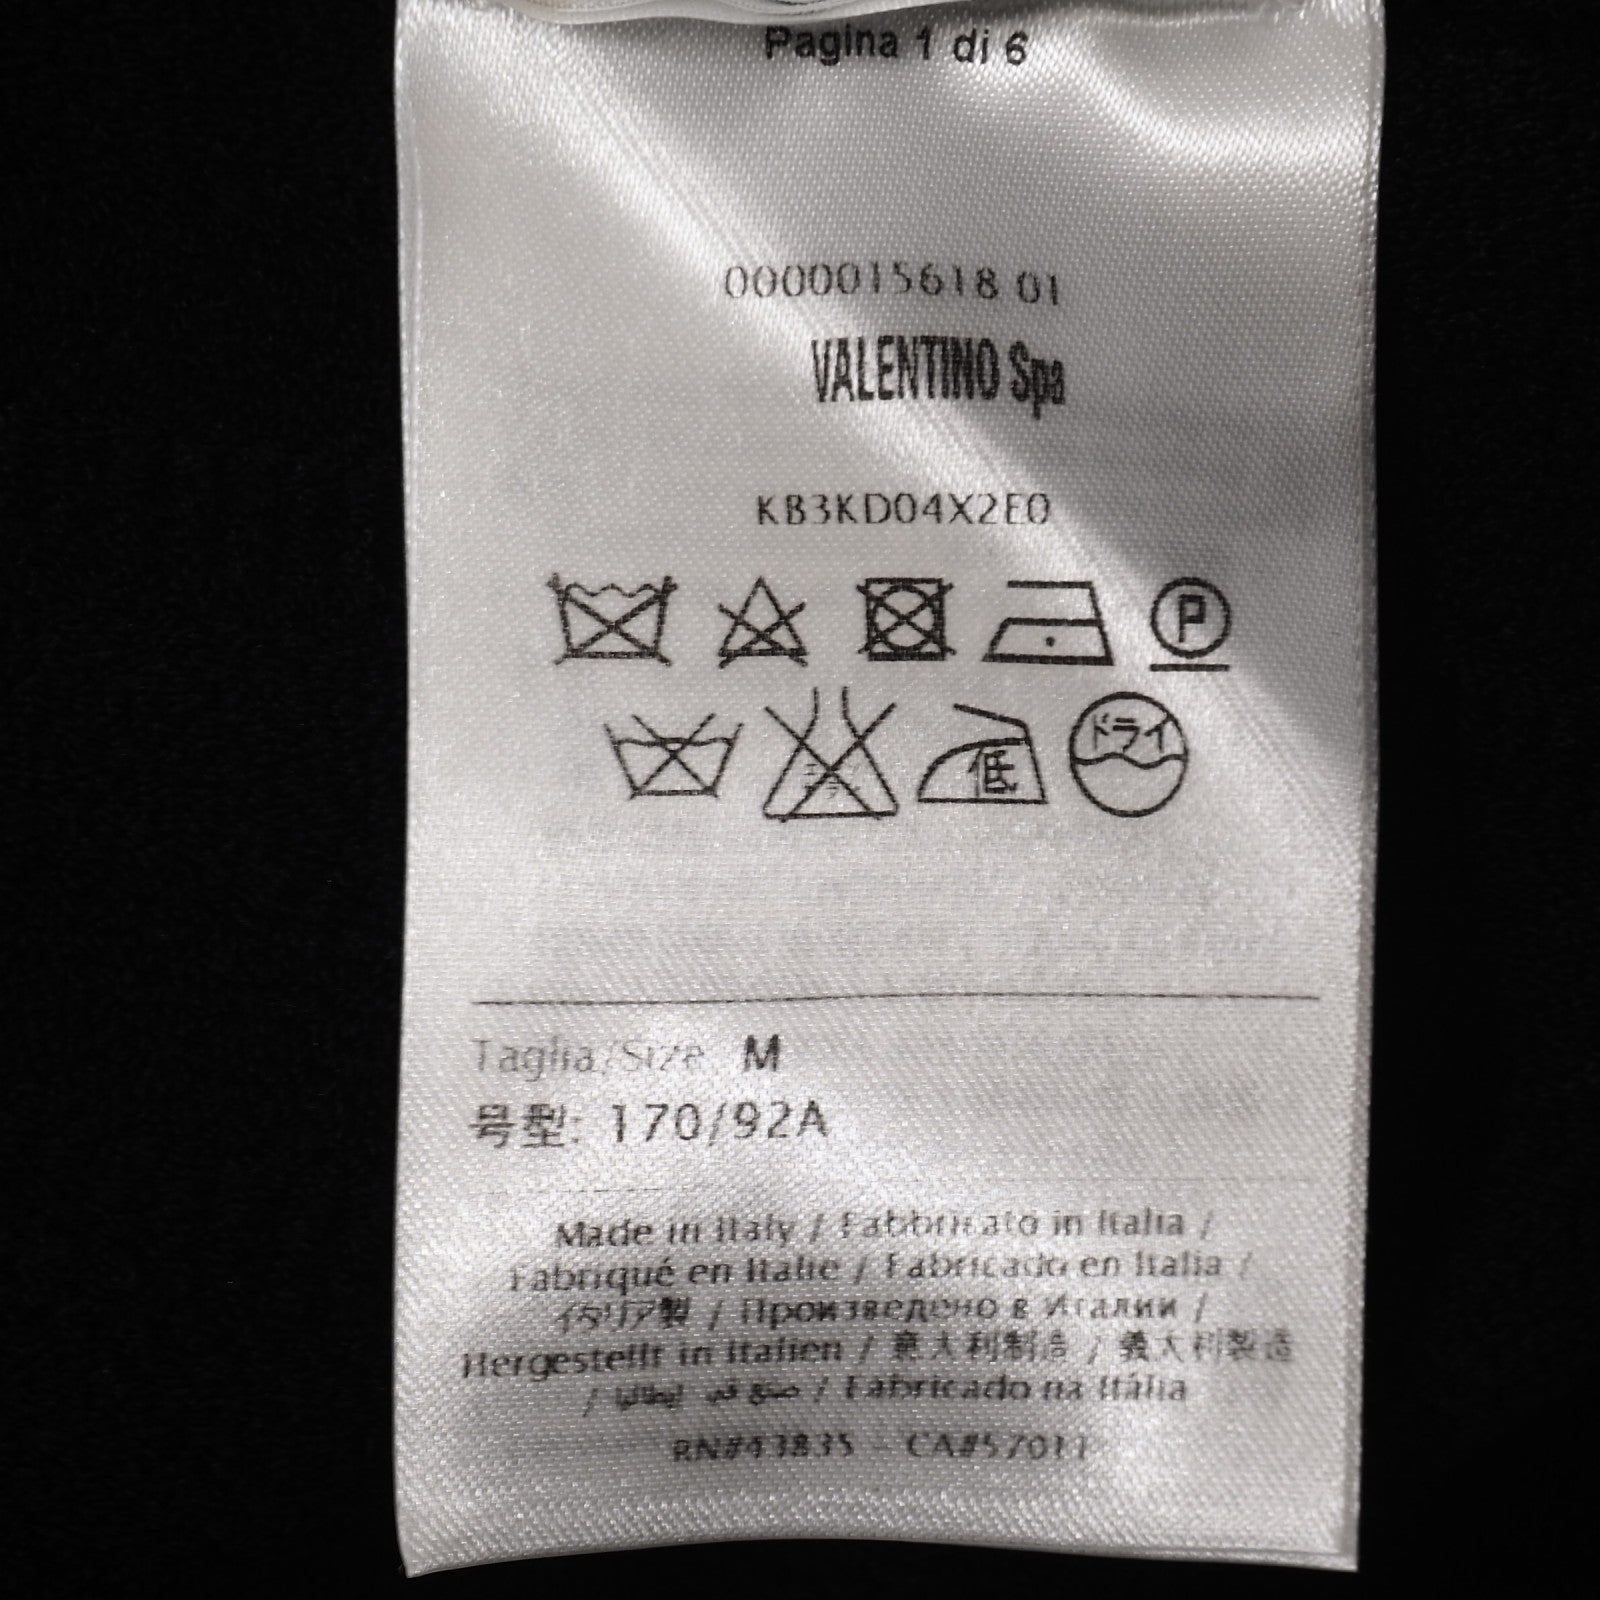 Pagina 1 di 6
0000015618 01
VALENTINO Spa
KB3KD04X2E0
P
低 ドライ
Taglia/Size M
号型: 170/92A
Made in Italy / Fabbricato in Italia /
Fabriqué en Italie / Fabricado en Italia /
イタリア製 / Произведено в Италии /
Hergestellt in Italien / 意大利制造 / 義大利製造
/ صنع في إيطاليا / Fabricado na Itália
RN#43835 - CA#57011